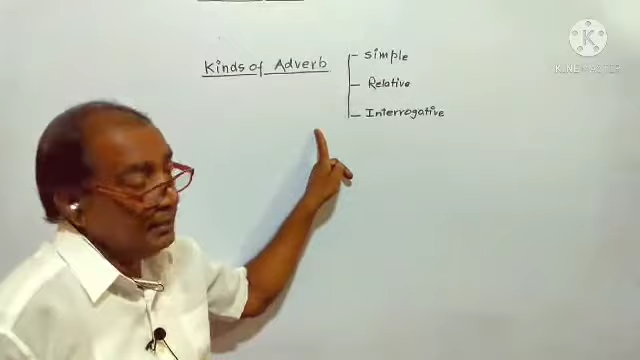 Kinds of Adverb
Simple
Relative
Interrogative
KINEMASTER